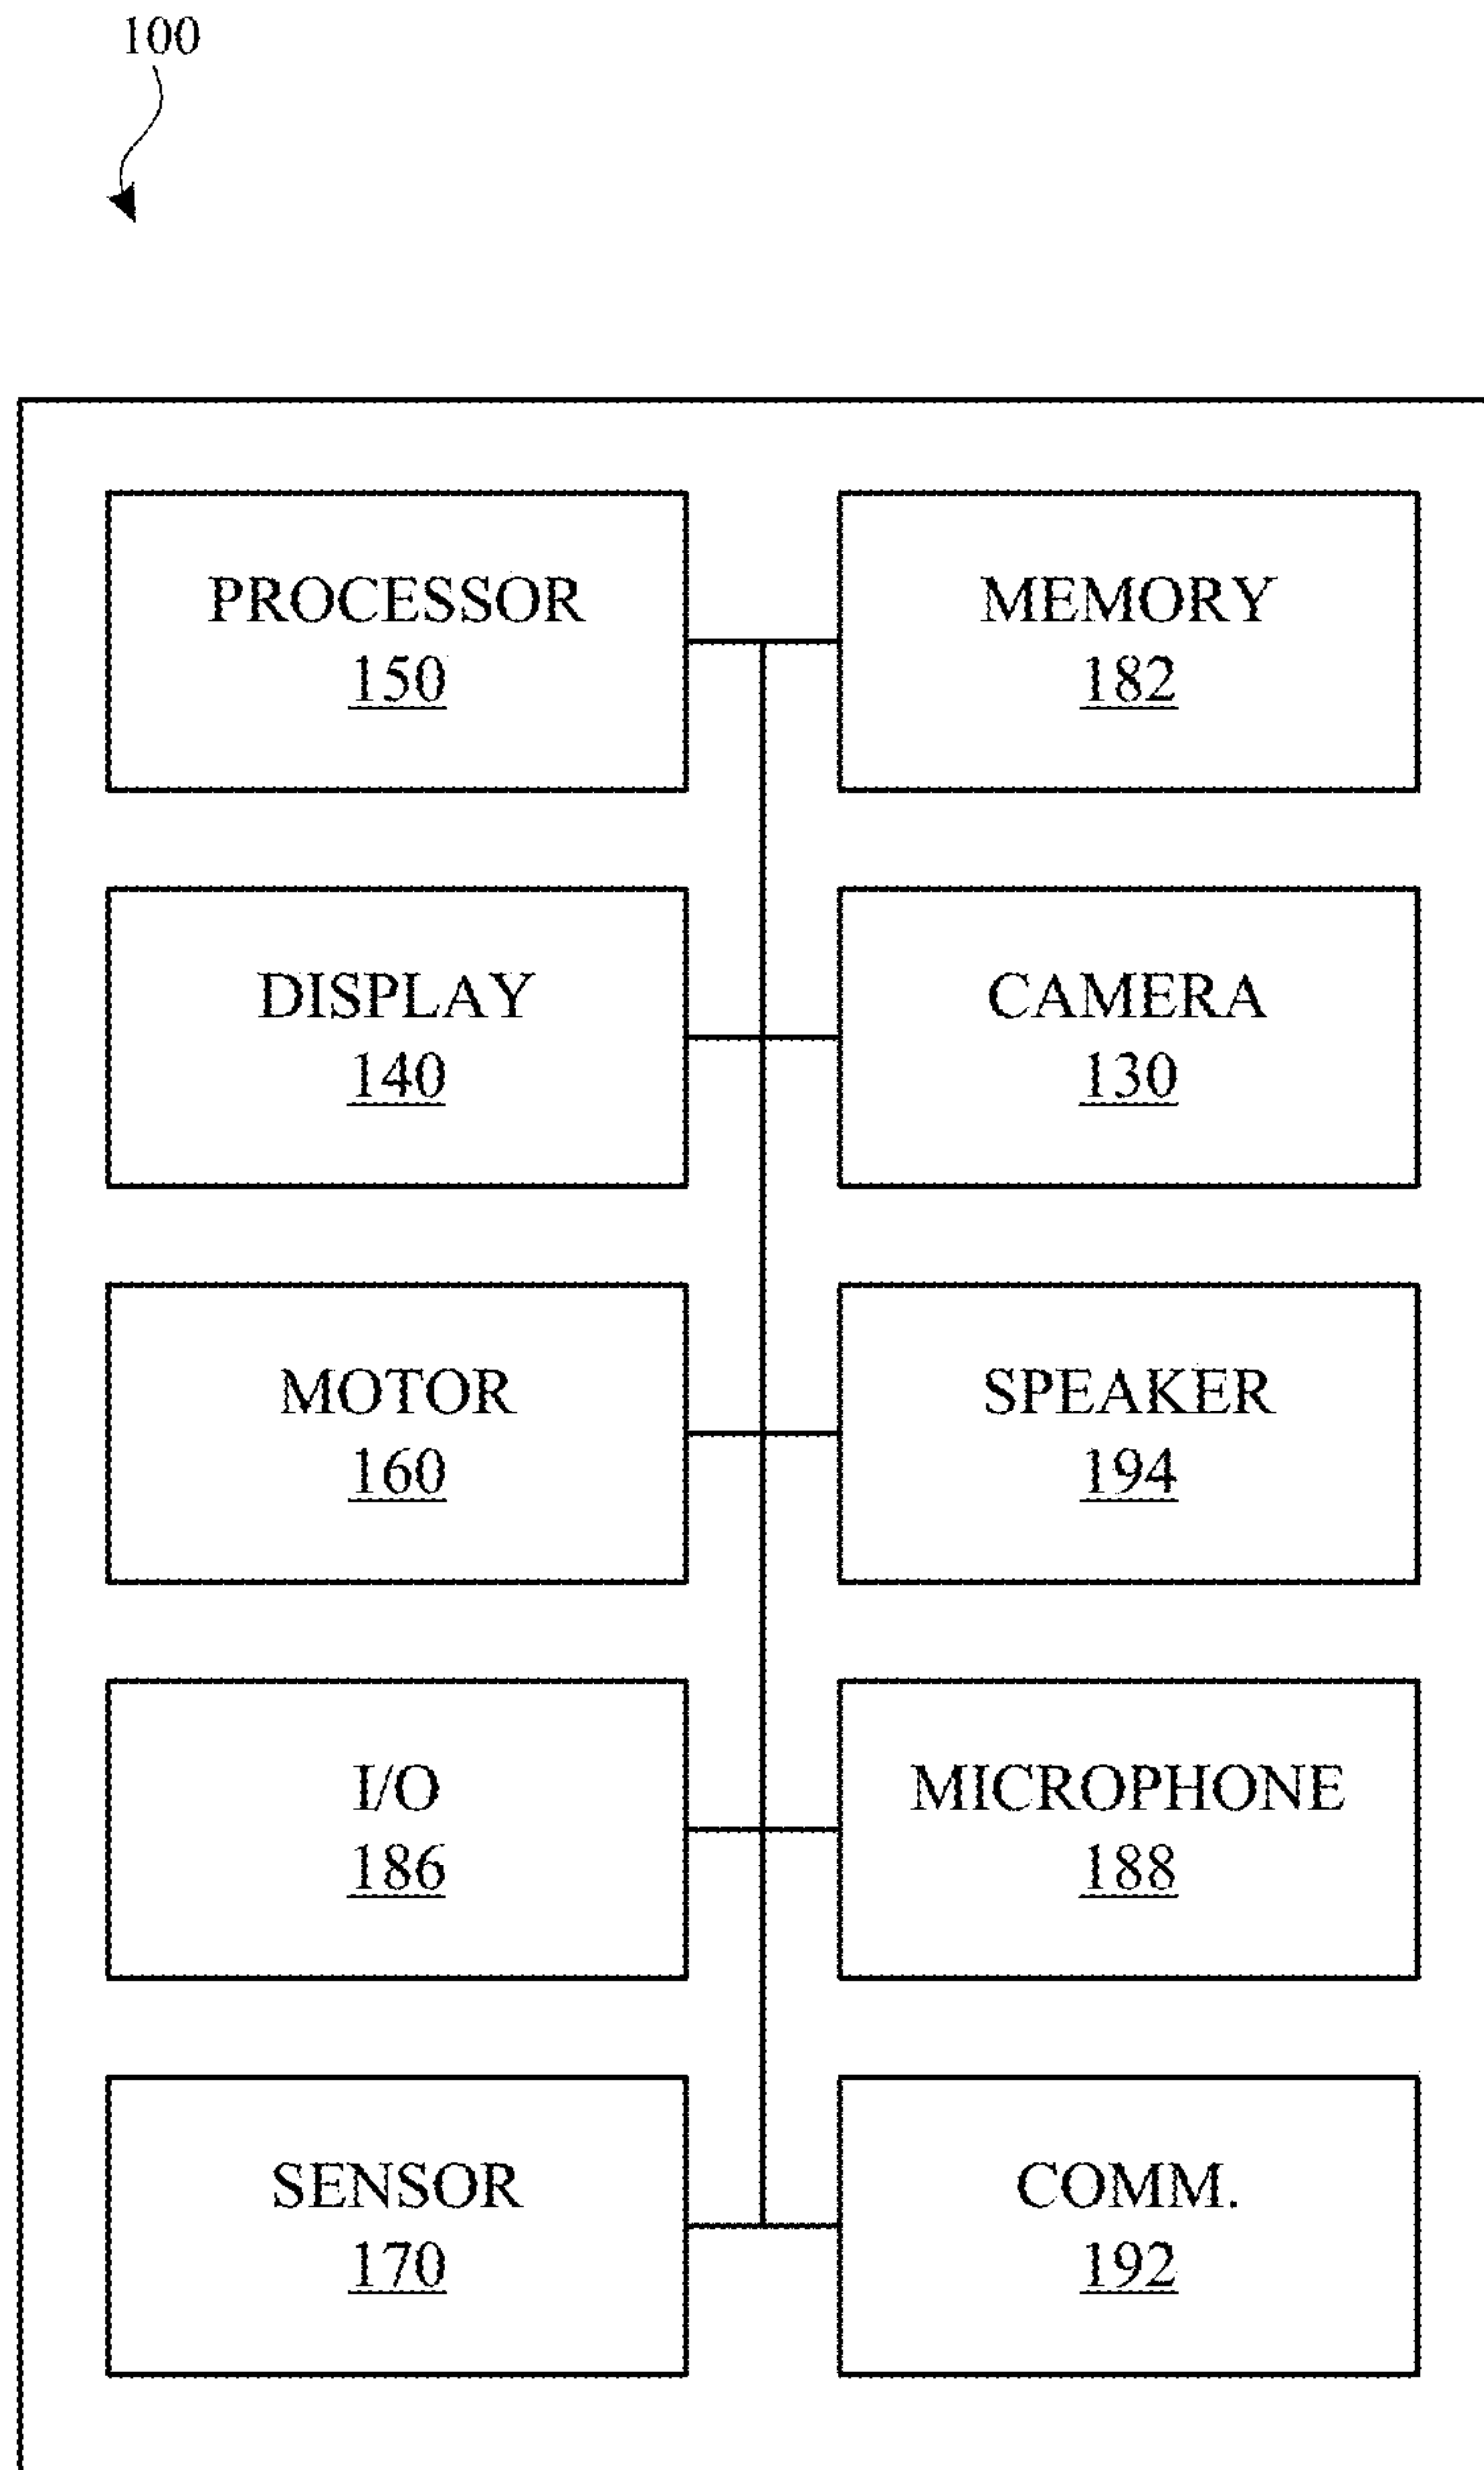 100
PROCESSOR
150
MEMORY
182
DISPLAY
140
CAMERA
130
MOTOR
160
SPEAKER
194
I/O
186
MICROPHONE
188
SENSOR
170
COMM.
192